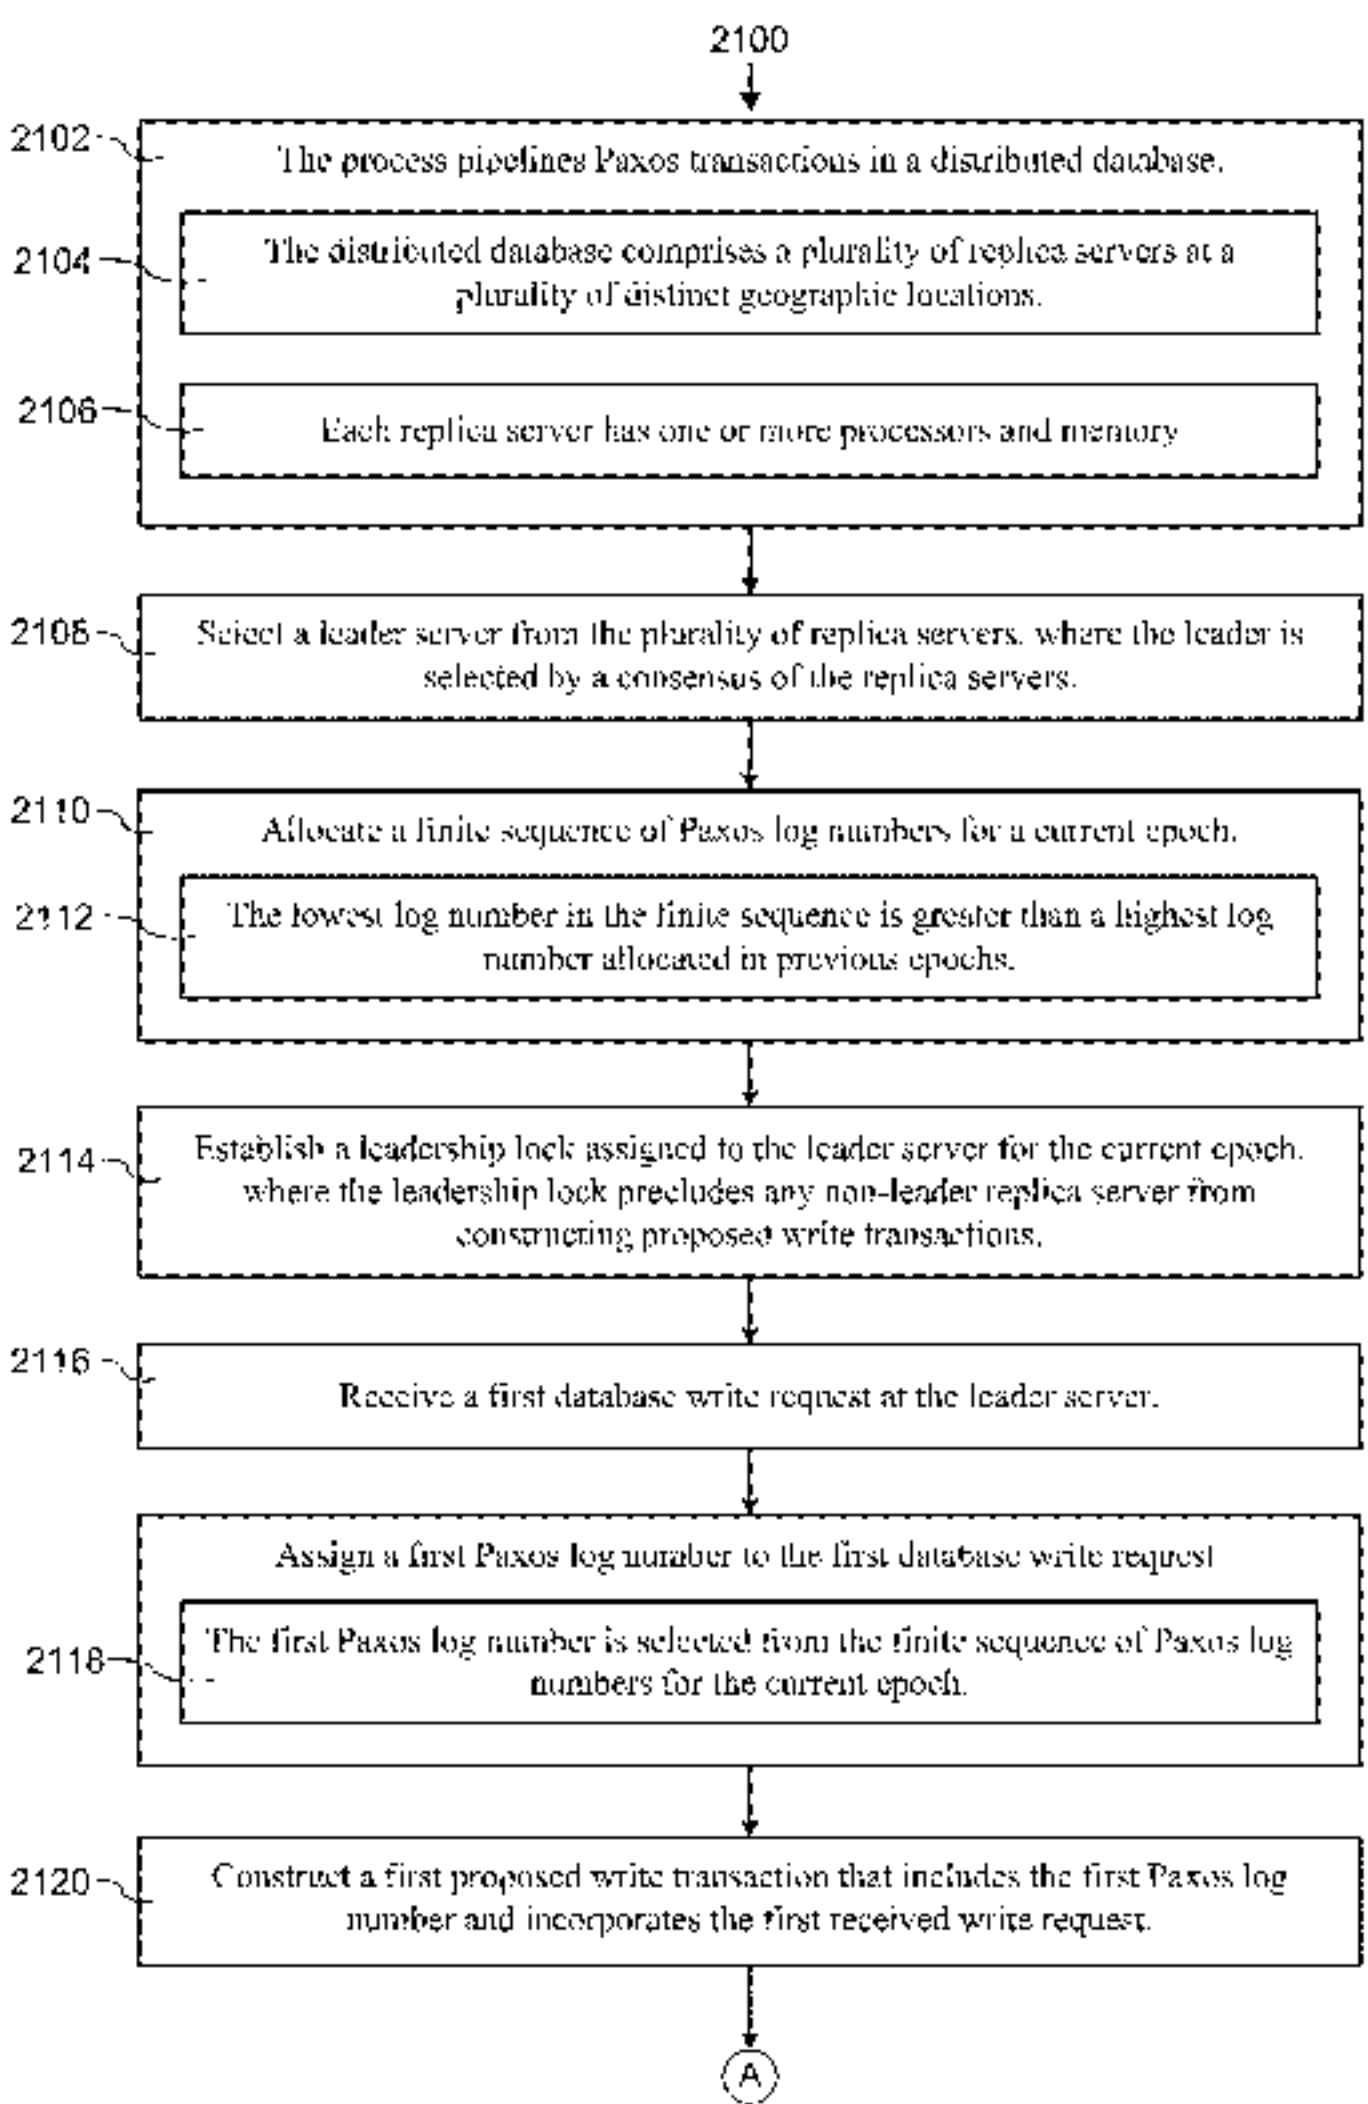 2100
2102
The process pipelines Paxos transactions in a distributed database.
2104
The distributed database comprises a plurality of replica servers at a
plurality of distinct geographic locations.
2106
Each replica server has one or more processors and memory
2108
Select a leader server from the plurality of replica servers, where the leader is
selected by a consensus of the replica servers.
2110
Allocate a finite sequence of Paxos log numbers for a current epoch.
2112
The lowest log number in the finite sequence is greater than a highest log
number allocated in previous epochs.
2114
Establish a leadership lock assigned to the leader server for the current epoch,
where the leadership lock precludes any non-leader replica server from
constructing proposed write transactions.
2116
Receive a first database write request at the leader server.
Assign a first Paxos log number to the first database write request
2118
The first Paxos log number is selected from the finite sequence of Paxos log
numbers for the current epoch.
2120
Construct a first proposed write transaction that includes the first Paxos log
number and incorporates the first received write request.
A